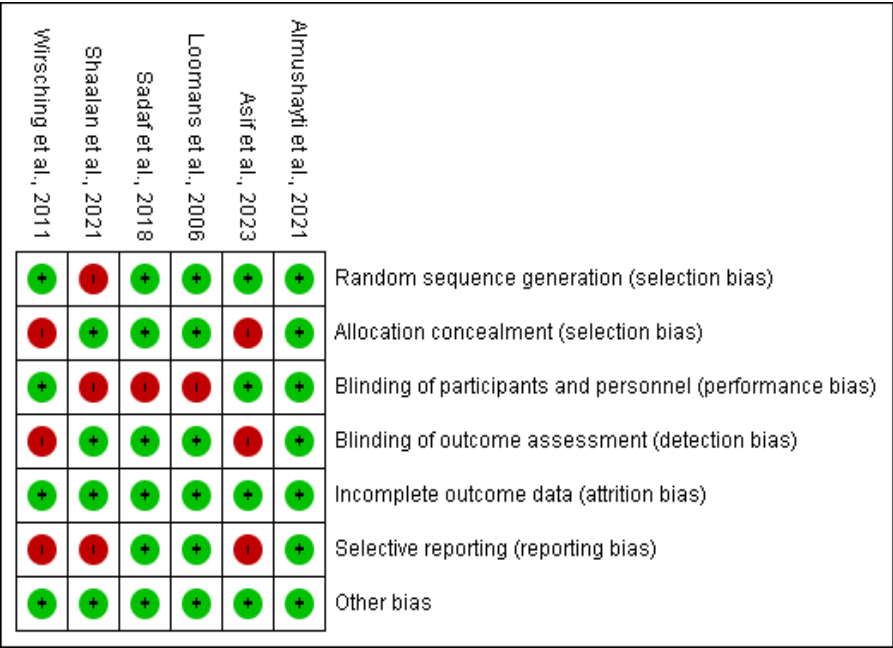 Wirsching et al., 2011
Shaalan et al., 2021
Sadaf et al., 2018
Loomans et al., 2006
Asif et al., 2023
Almushayti et al., 2021
+ - + + + + Random sequence generation (selection bias)
- + + + - + Allocation concealment (selection bias)
+ - - - + + Blinding of participants and personnel (performance bias)
- + + + - + Blinding of outcome assessment (detection bias)
+ + + + + + Incomplete outcome data (attrition bias)
- - + + - + Selective reporting (reporting bias)
+ + + + + + Other bias